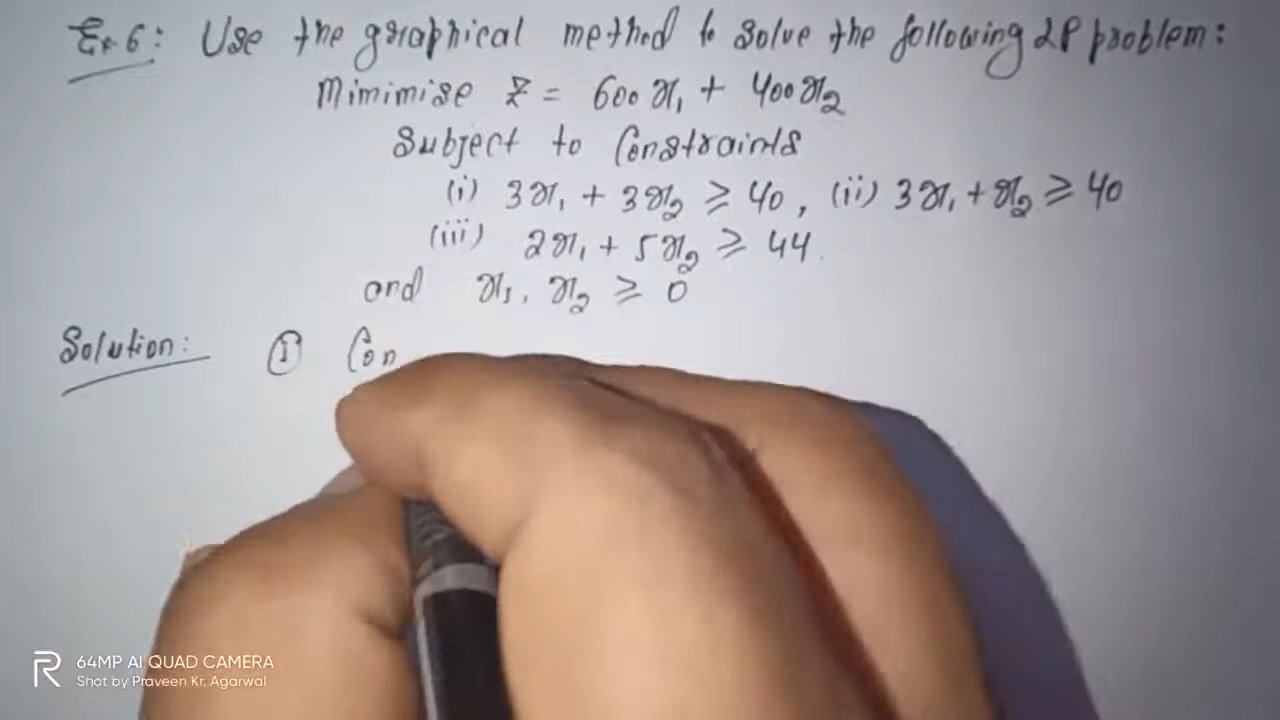 Ex 6: Use the graphical method to solve the following LP problem:
Mimimise Z = 600x₁ + 400x₂
Subject to Constraints
(i) 3x₁ + 3x₂ ≥ 40, (ii) 3x₁ + x₂ ≥ 40
(iii) 2x₁ + 5x₂ ≥ 44.
and x₁, x₂ ≥ 0
Solution: ① Con
64MP AI QUAD CAMERA
Shot by Praveen Kr. Agarwal